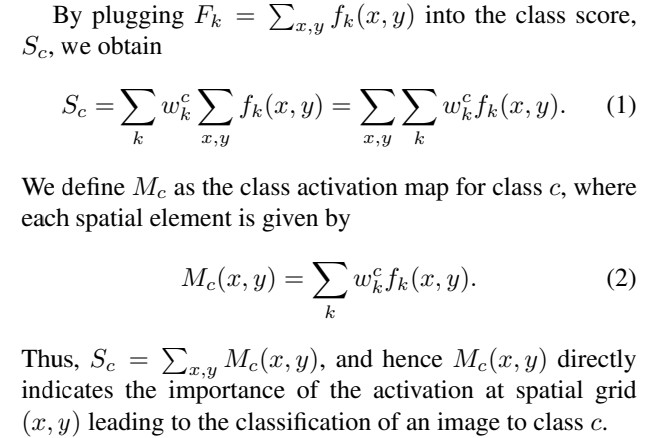 By plugging $F_k = \sum_{x,y} f_k(x, y)$ into the class score,
$S_c$, we obtain
$$S_c = \sum_k w_k^c \sum_{x,y} f_k(x, y) = \sum_{x,y} \sum_k w_k^c f_k(x, y). \quad (1)$$
We define $M_c$ as the class activation map for class $c$, where
each spatial element is given by
$$M_c(x, y) = \sum_k w_k^c f_k(x, y). \quad (2)$$
Thus, $S_c = \sum_{x,y} M_c(x, y)$, and hence $M_c(x, y)$ directly
indicates the importance of the activation at spatial grid
$(x, y)$ leading to the classification of an image to class $c$.